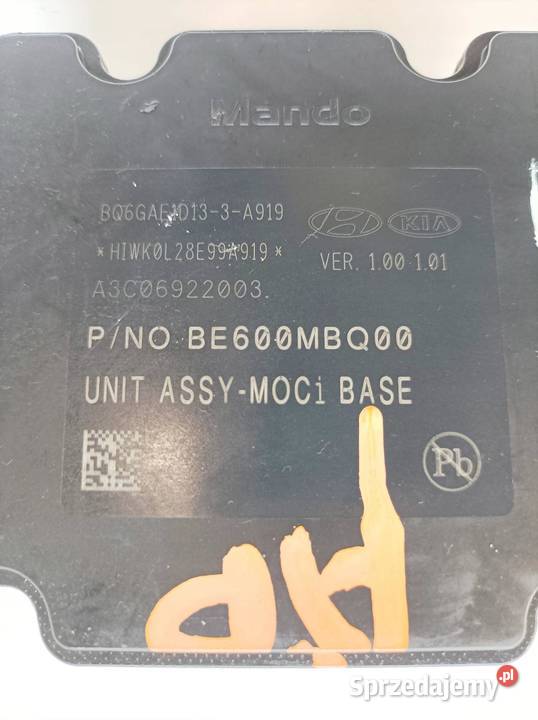 Mando
BQ6GAE1D13-3-A919
*HIWK0L28E99A919*
KIA
VER. 1.00 1.01
A3C06922003.
P/NO BE600MBQ00
UNIT ASSY-MOCi BASE
Pb
Sprzedajemy.pl